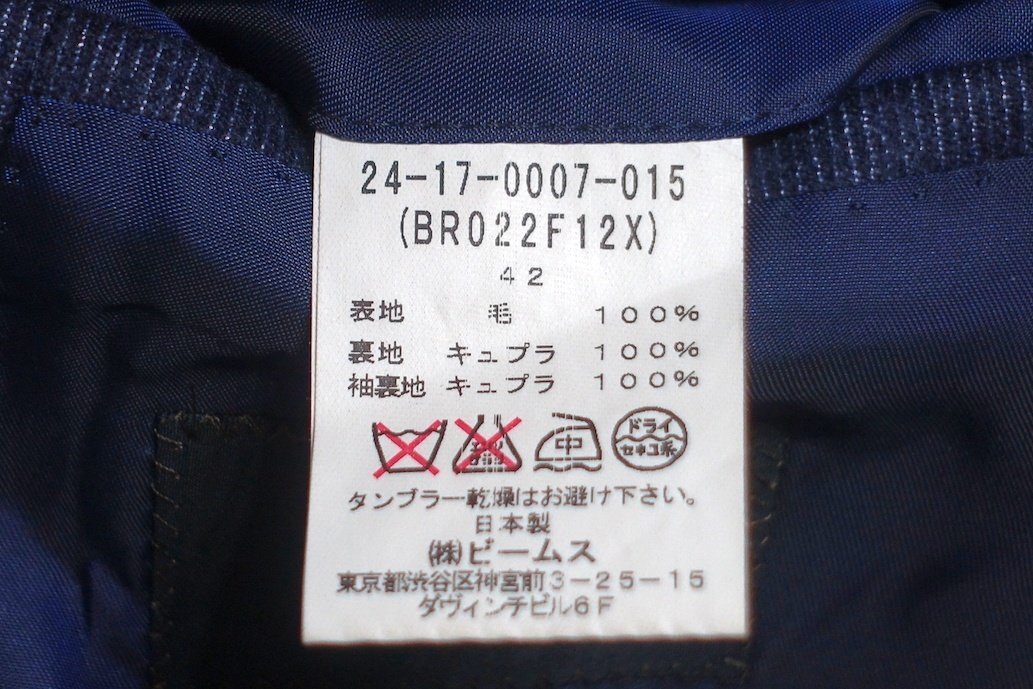 24-17-0007-015
(BR022F12X)
42
表地 毛 100%
裏地 キュプラ 100%
袖裏地 キュプラ 100%
中 ドライ
セキユ系
タンブラー乾燥はお避け下さい。
日本製
(株)ビームス
東京都渋谷区神宮前3-25-15
ダヴィンチビル6F